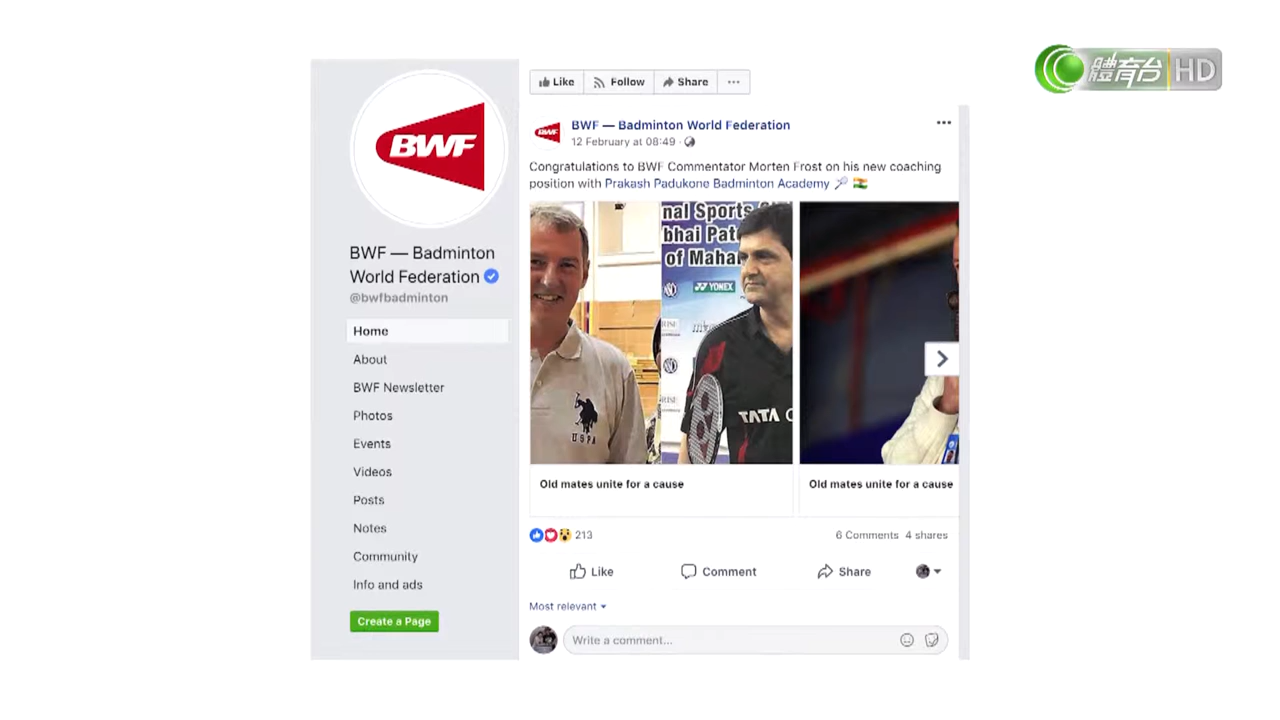 體育台 HD
BWF
BWF — Badminton
World Federation
@bwfbadminton
Home
About
BWF Newsletter
Photos
Events
Videos
Posts
Notes
Community
Info and ads
Create a Page
Like Follow Share
BWF
BWF — Badminton World Federation
12 February at 08:49
Congratulations to BWF Commentator Morten Frost on his new coaching
position with Prakash Padukone Badminton Academy
nal Sports
bhai Pat
of Mahar
YONEX
TATA
USPA
Old mates unite for a cause
Old mates unite for a cause
213
6 Comments 4 shares
Like Comment Share
Most relevant
Write a comment...